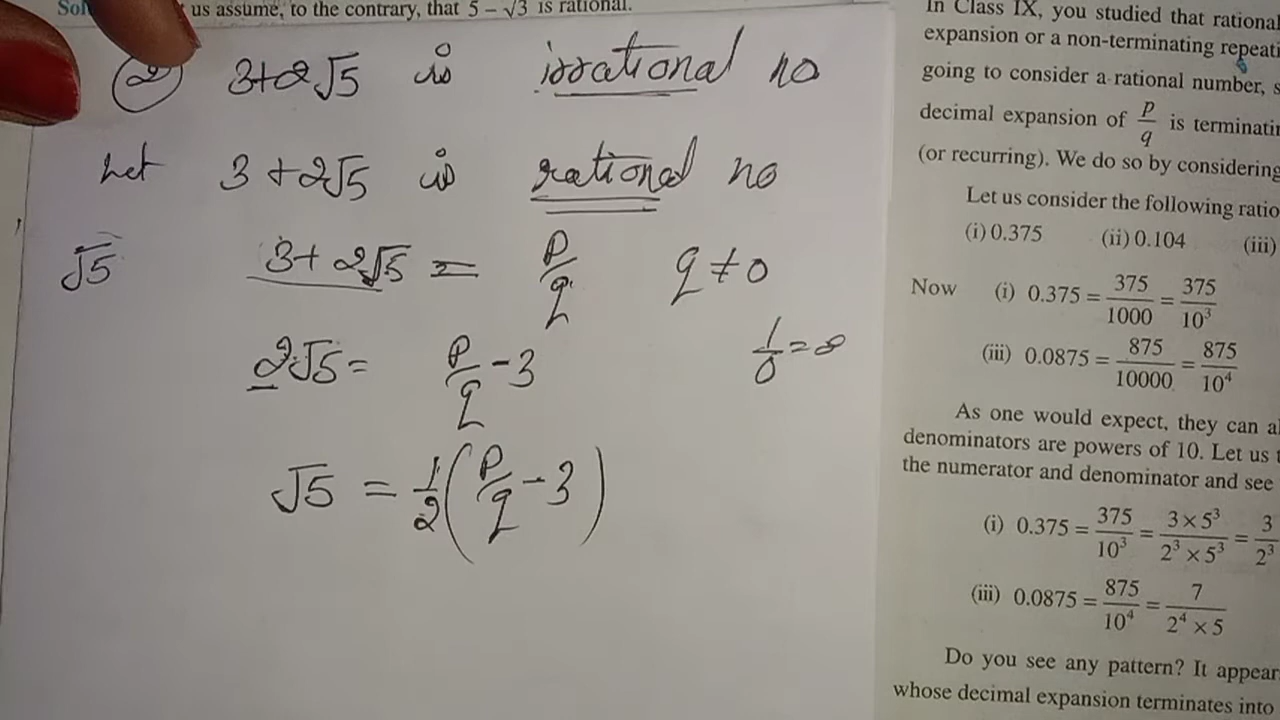 Sol us assume, to the contrary, that 5 – √3 is rational.
(2) 3+2√5 is irrational no
Let 3+2√5 is rational no
√5 3+2√5 = p/q q≠0
2√5 = p/q - 3 1/0 = ∞
√5 = 1/2 (p/q - 3)
In Class IX, you studied that rational
expansion or a non-terminating repeati
going to consider a rational number, s
decimal expansion of p/q is terminatin
(or recurring). We do so by considering
Let us consider the following ratio
(i) 0.375 (ii) 0.104 (iii)
Now (i) 0.375 = 375/1000 = 375/10³
(iii) 0.0875 = 875/10000 = 875/10⁴
As one would expect, they can al
denominators are powers of 10. Let us t
the numerator and denominator and see
(i) 0.375 = 375/10³ = 3 × 5³/2³ × 5³ = 3/2³
(iii) 0.0875 = 875/10⁴ = 7/2⁴ × 5
Do you see any pattern? It appear
whose decimal expansion terminates into